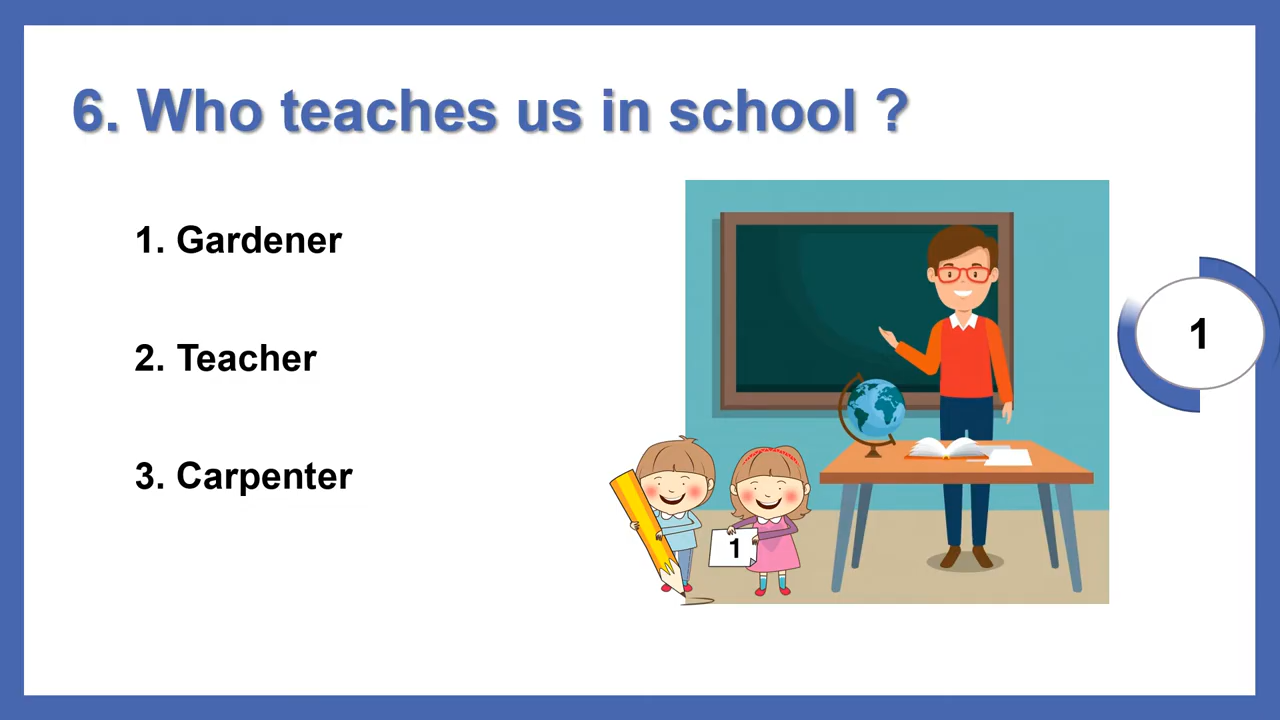 6. Who teaches us in school ?
1. Gardener
2. Teacher
3. Carpenter
1
1